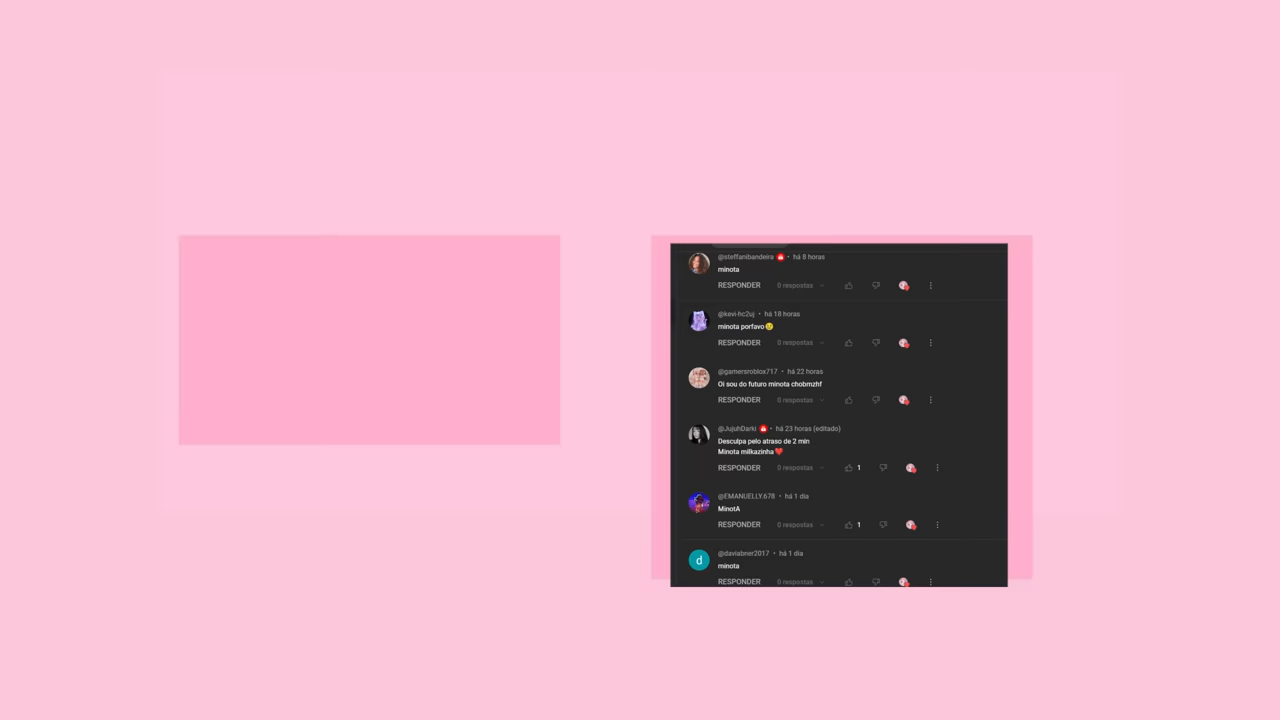 @steffanibandeira • há 8 horas
minota
RESPONDER 0 respostas
@kevi-hc2uj • há 18 horas
minota porfavo😢
RESPONDER 0 respostas
@gamersroblox717 • há 22 horas
Oi sou do futuro minota chobmzhf
RESPONDER 0 respostas
@JujuhDarki • há 23 horas (editado)
Desculpa pelo atraso de 2 min
Minota milkazinha❤️
RESPONDER 0 respostas 1
@EMANUELLY.678 • há 1 dia
MinotA
RESPONDER 0 respostas 1
d
@daviabner2017 • há 1 dia
minota
RESPONDER 0 respostas